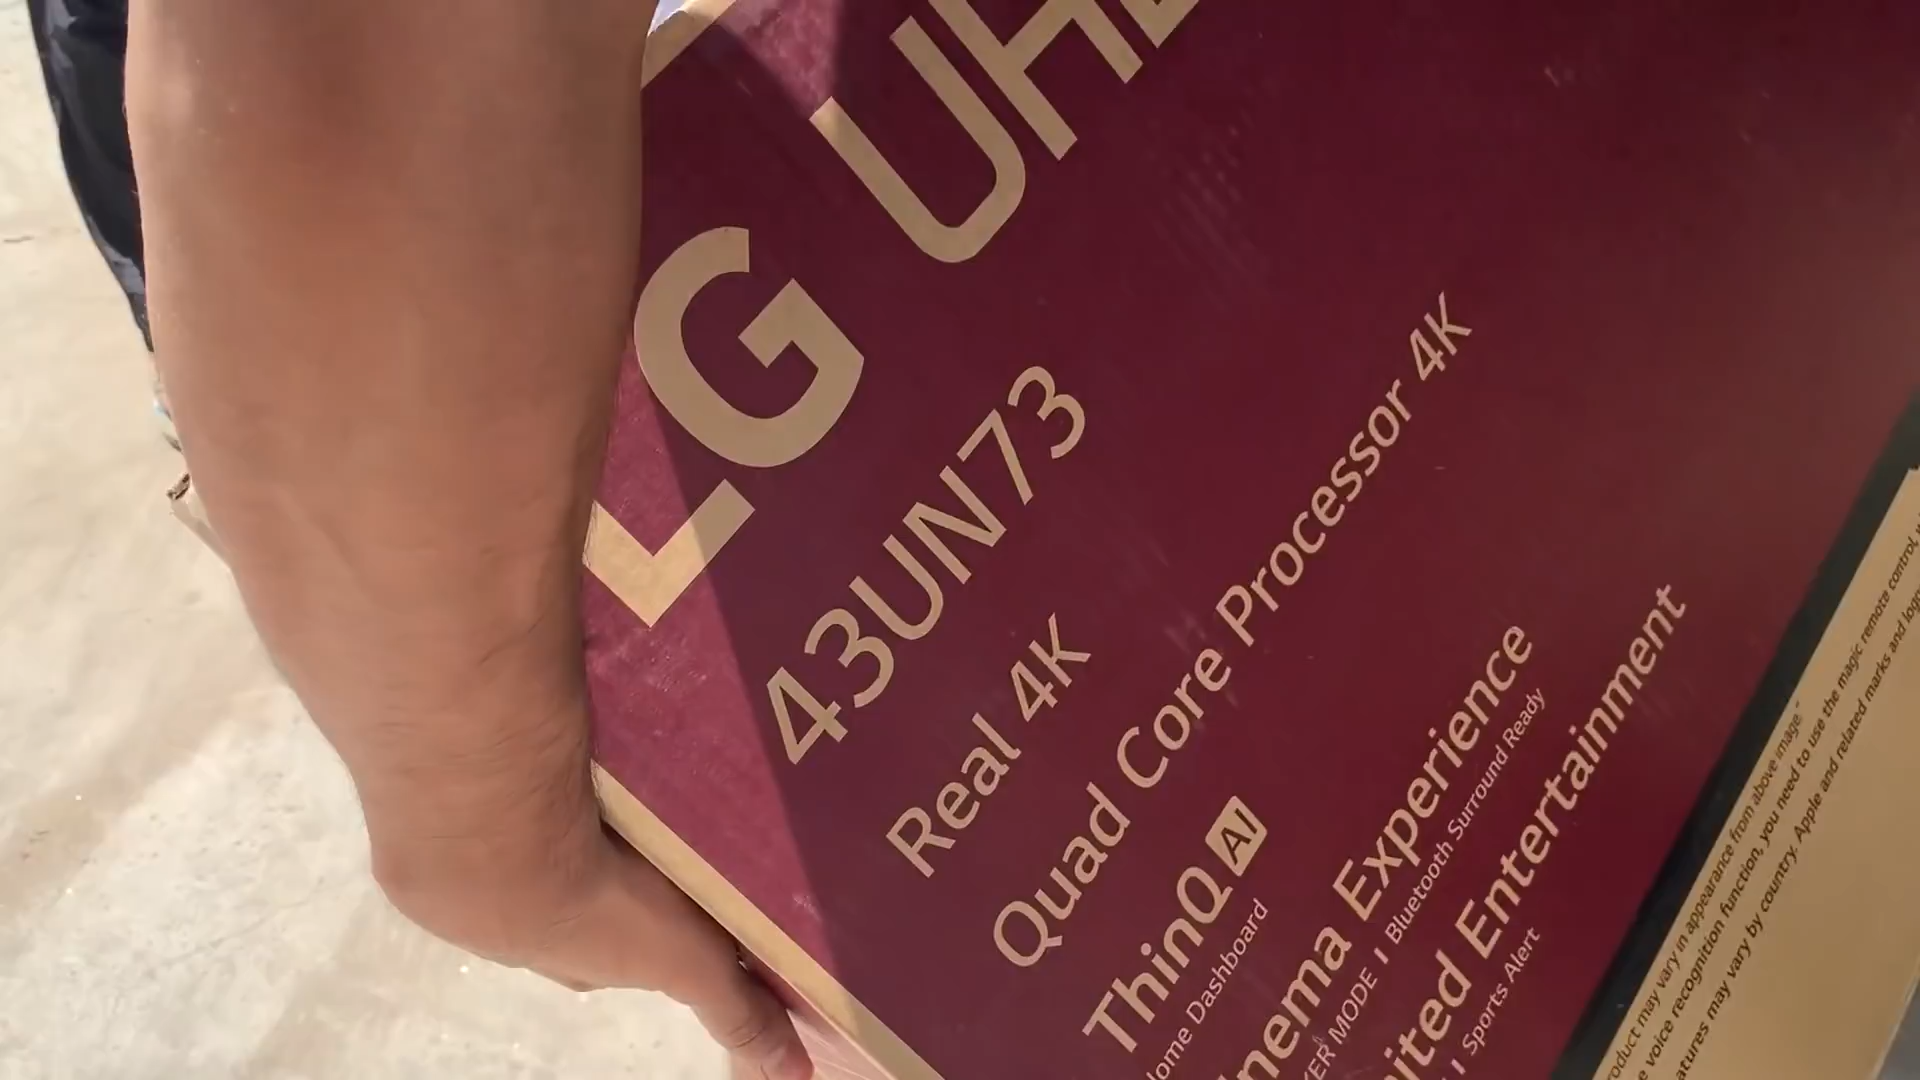 LG UH
43UN73
Real 4K
Quad Core Processor 4K
ThinQ AI
Home Dashboard
nema Experience
KER MODE I Bluetooth Surround Ready
ited Entertainment
I Sports Alert
roduct may vary in appearance from above image."
e voice recognition function, you need to use the magic remote control,
atures may vary by country. Apple and related marks and logo